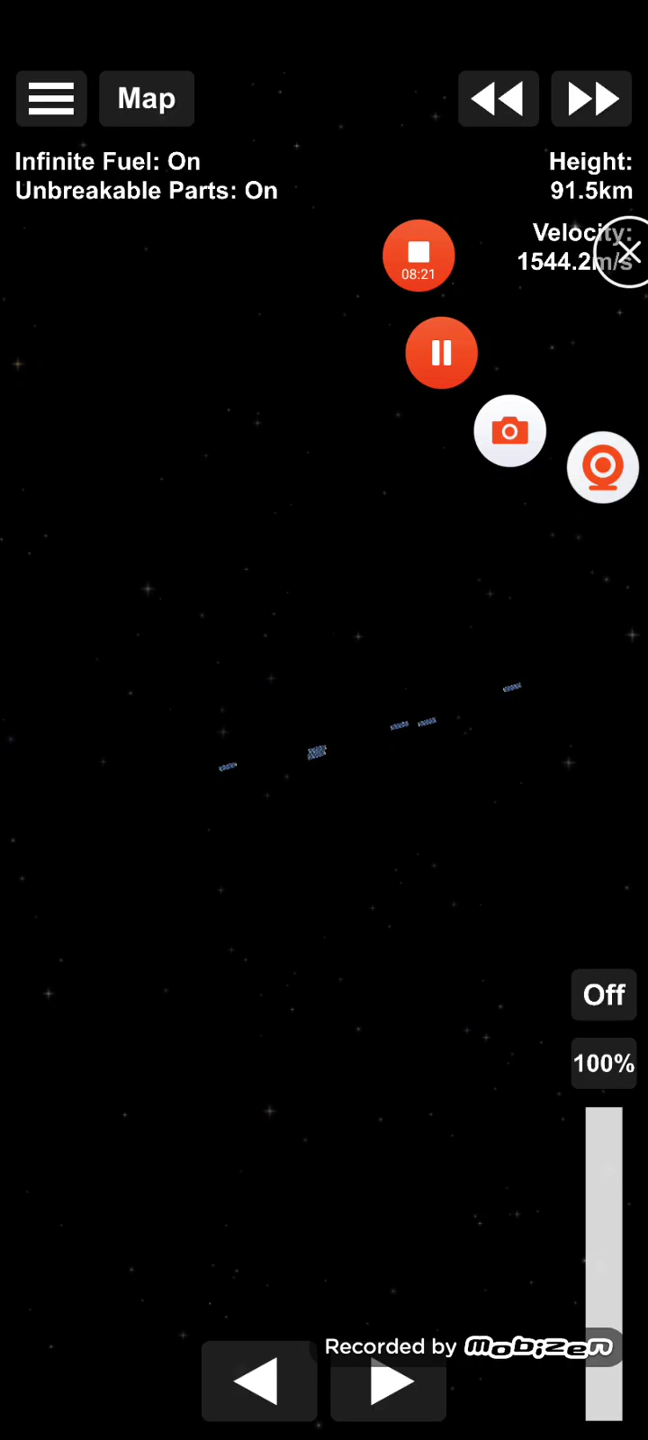 Map
Infinite Fuel: On
Unbreakable Parts: On
Height:
91.5km
Velocity:
1544.2m/s
08:21
Off
100%
Recorded by mobizen